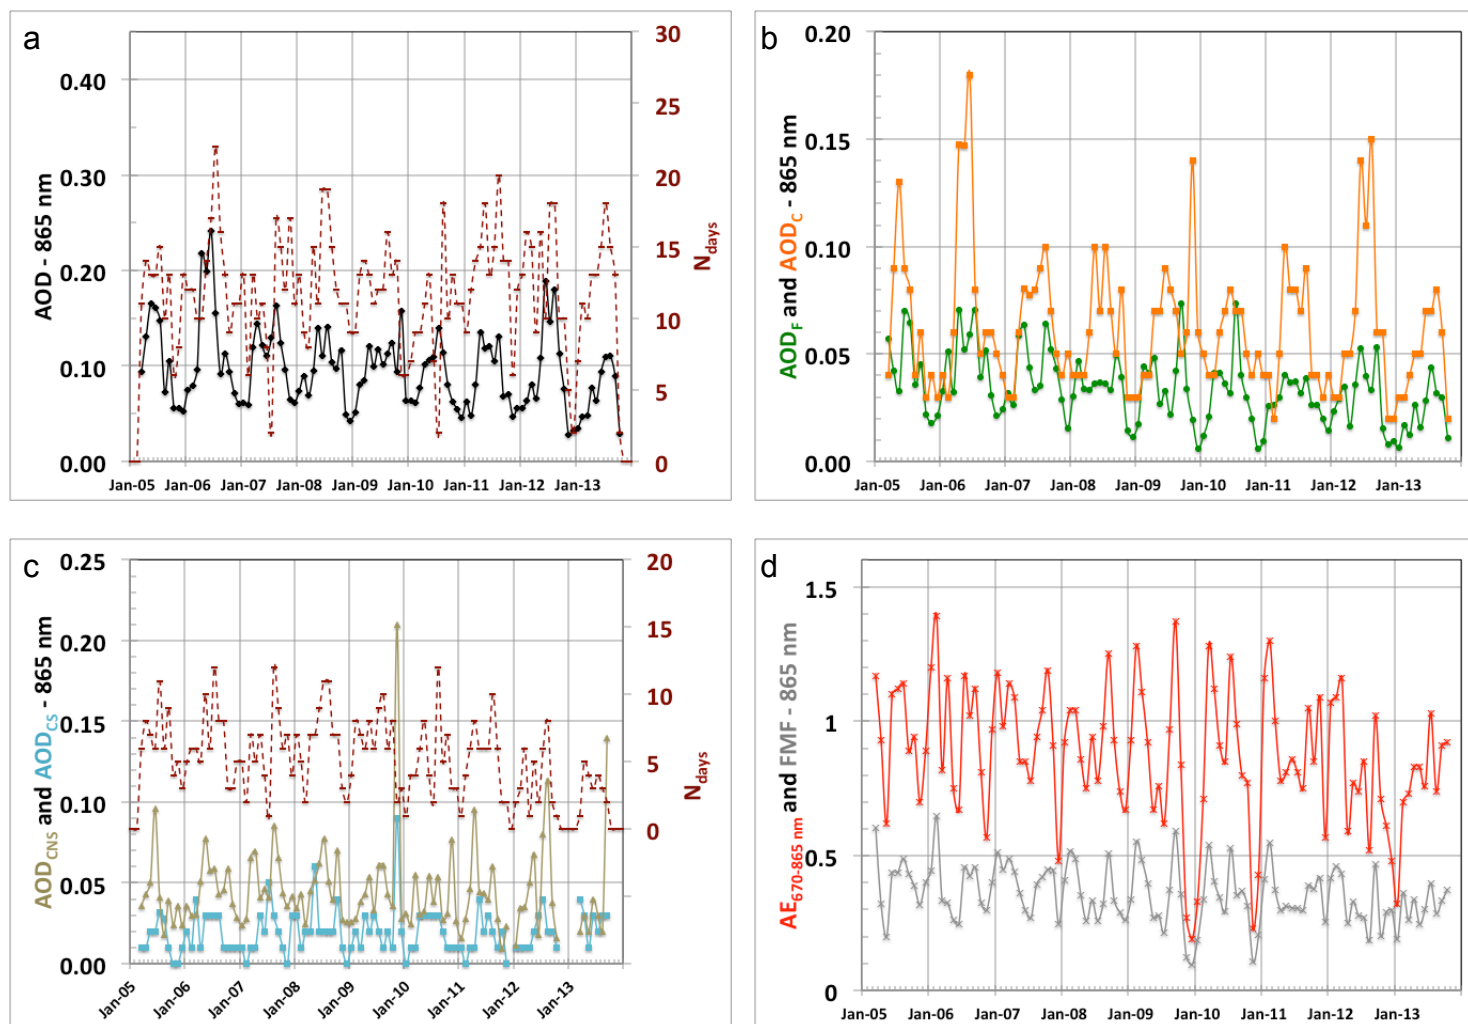 a
AOD - 865 nm
0.40
0.30
0.20
0.10
0.00
30
25
20
15
10
5
0
Ndays
Jan-05 Jan-06 Jan-07 Jan-08 Jan-09 Jan-10 Jan-11 Jan-12 Jan-13
b
AODF and AODC - 865 nm
0.20
0.15
0.10
0.05
0.00
Jan-05 Jan-06 Jan-07 Jan-08 Jan-09 Jan-10 Jan-11 Jan-12 Jan-13
c
AODCNS and AODCS - 865 nm
0.25
0.20
0.15
0.10
0.05
0.00
20
15
10
5
0
Ndays
Jan-05 Jan-06 Jan-07 Jan-08 Jan-09 Jan-10 Jan-11 Jan-12 Jan-13
d
AE670-865 nm and FMF - 865 nm
1.5
1
0.5
0
Jan-05 Jan-06 Jan-07 Jan-08 Jan-09 Jan-10 Jan-11 Jan-12 Jan-13